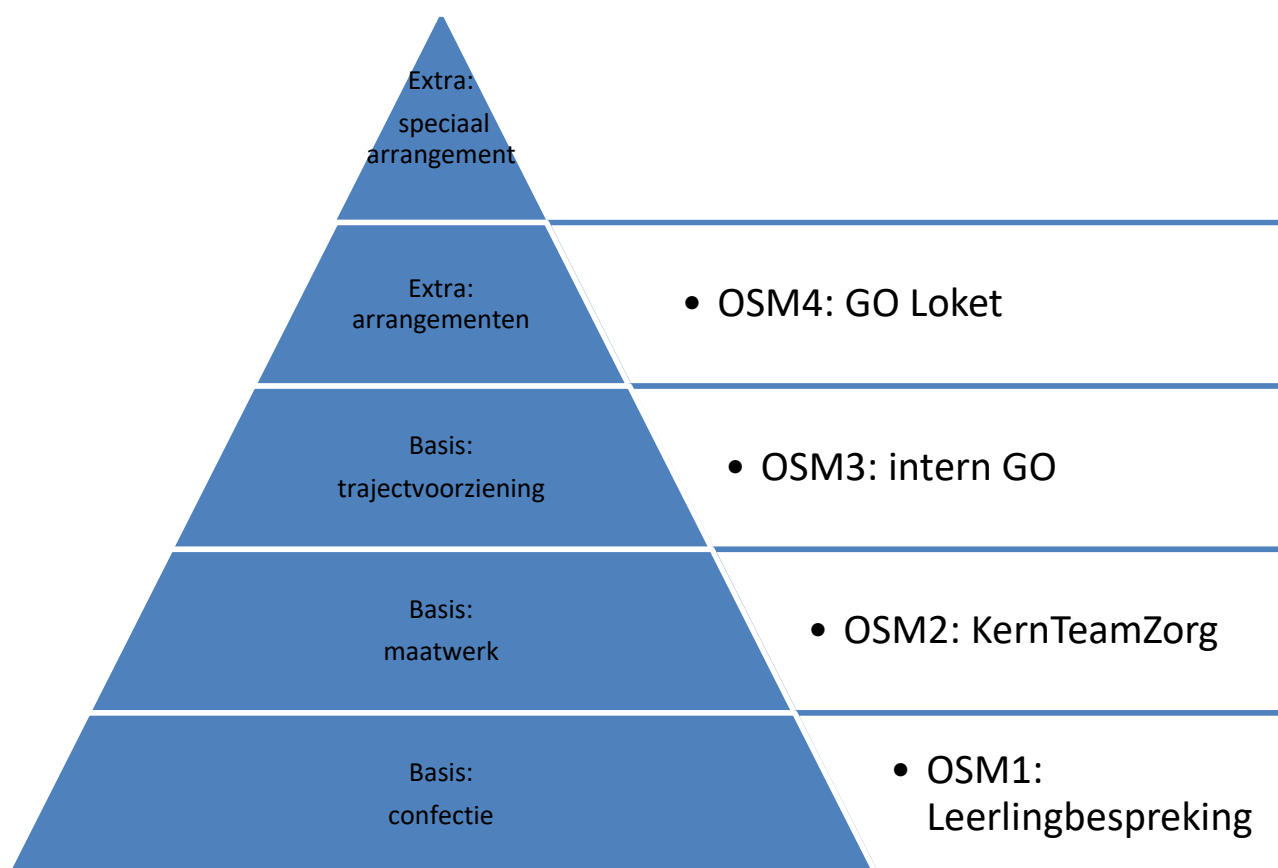 Extra:
speciaal
arrangement
Extra:
arrangementen
• OSM4: GO Loket
Basis:
trajectvoorziening
• OSM3: intern GO
Basis:
maatwerk
• OSM2: KernTeamZorg
Basis:
confectie
• OSM1:
Leerlingbespreking